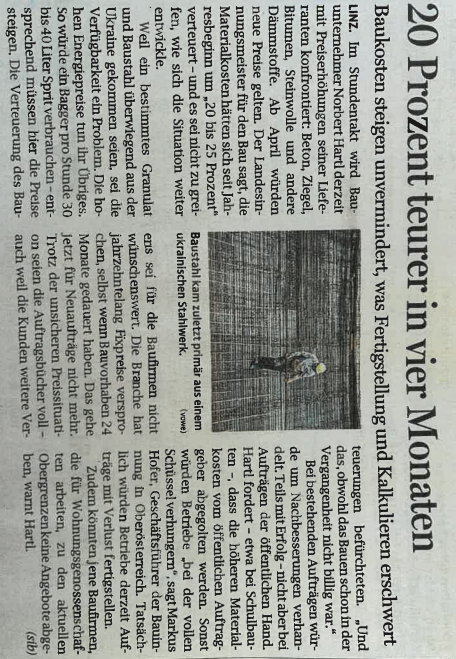 20 Prozent teurer in vier Monaten
Baukosten steigen unvermindert, was Fertigstellung und Kalkulieren erschwert
LINZ. Im Stundentakt wird Bau-
unternehmer Norbert Hartl derzeit
mit Preiserhöhungen seiner Liefe-
ranten konfrontiert: Beton, Ziegel,
Bitumen, Steinwolle und andere
Dämmstoffe. Ab April würden
neue Preise gelten. Der Landesin-
nungsmeister für den Bau sagt, die
Materialkosten hätten sich seit Jah-
resbeginn um „20 bis 25 Prozent“
verteuert – und es sei nicht zu grei-
fen, wie sich die Situation weiter
entwickle.
Weil ein bestimmtes Granulat
und Baustahl überwiegend aus der
Ukraine gekommen seien, sei die
Verfügbarkeit ein Problem. Die ho-
hen Energiepreise tun ihr Übriges.
So würde ein Bagger pro Stunde 30
bis 40 Liter Sprit verbrauchen – ent-
sprechend müssen hier die Preise
steigen. Die Verteuerung des Bau-
Baustahl kam zuletzt primär aus einem
ukrainischen Stahlwerk.
(vowe)
ens sei für die Baufirmen nicht
wünschenswert. Die Branche hat
jahrzehntelang Fixpreise verspro-
chen, selbst wenn Bauvorhaben 24
Monate gedauert haben. Das gehe
jetzt für Neuaufträge nicht mehr.
Trotz der unsicheren Preissituati-
on seien die Auftragsbücher voll –
auch weil die Kunden weitere Ver-
teuerungen befürchteten. „Und
das, obwohl das Bauen schon in der
Vergangenheit nicht billig war.“
Bei bestehenden Aufträgen wür-
de um Nachbesserungen verhan-
delt. Teils mit Erfolg – nicht aber bei
Aufträgen der öffentlichen Hand.
Hartl fordert – etwa bei Schulbau-
ten –, dass die höheren Material-
kosten vom öffentlichen Auftrag-
geber abgegolten werden. Sonst
würden Betriebe „bei der vollen
Schüssel verhungern“, sagt Markus
Hofer, Geschäftsführer der Bauin-
nung in Oberösterreich. Tatsäch-
lich würden Betriebe derzeit Auf-
träge mit Verlust fertigstellen.
Zudem könnten jene Baufirmen,
die für Wohnungsgenossenschaf-
ten arbeiten, zu den aktuellen
Obergrenzen keine Angebote abge-
ben, warnt Hartl.
(sib)